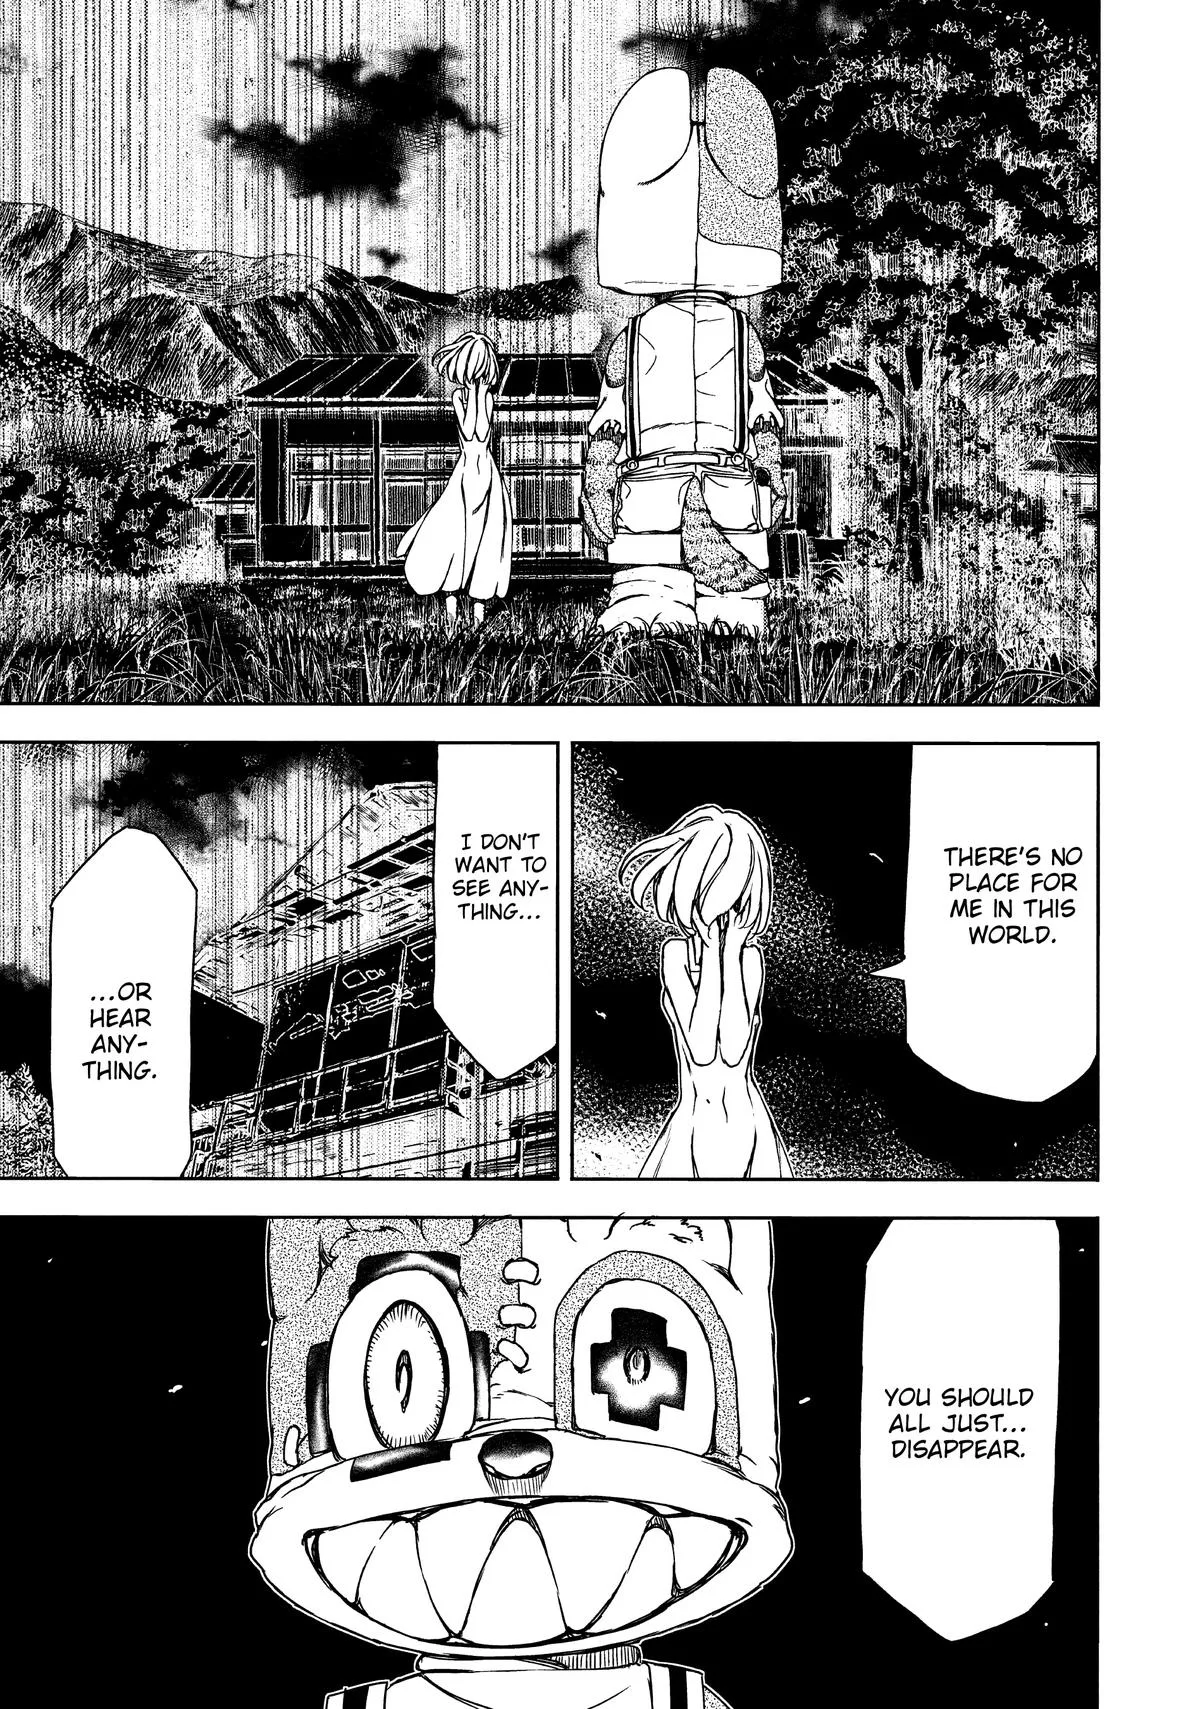 THERE'S NO
PLACE FOR
ME IN THIS
WORLD.
I DON'T
WANT TO
SEE ANY-
THING...
...OR
HEAR
ANY-
THING.
YOU SHOULD
ALL JUST...
DISAPPEAR.